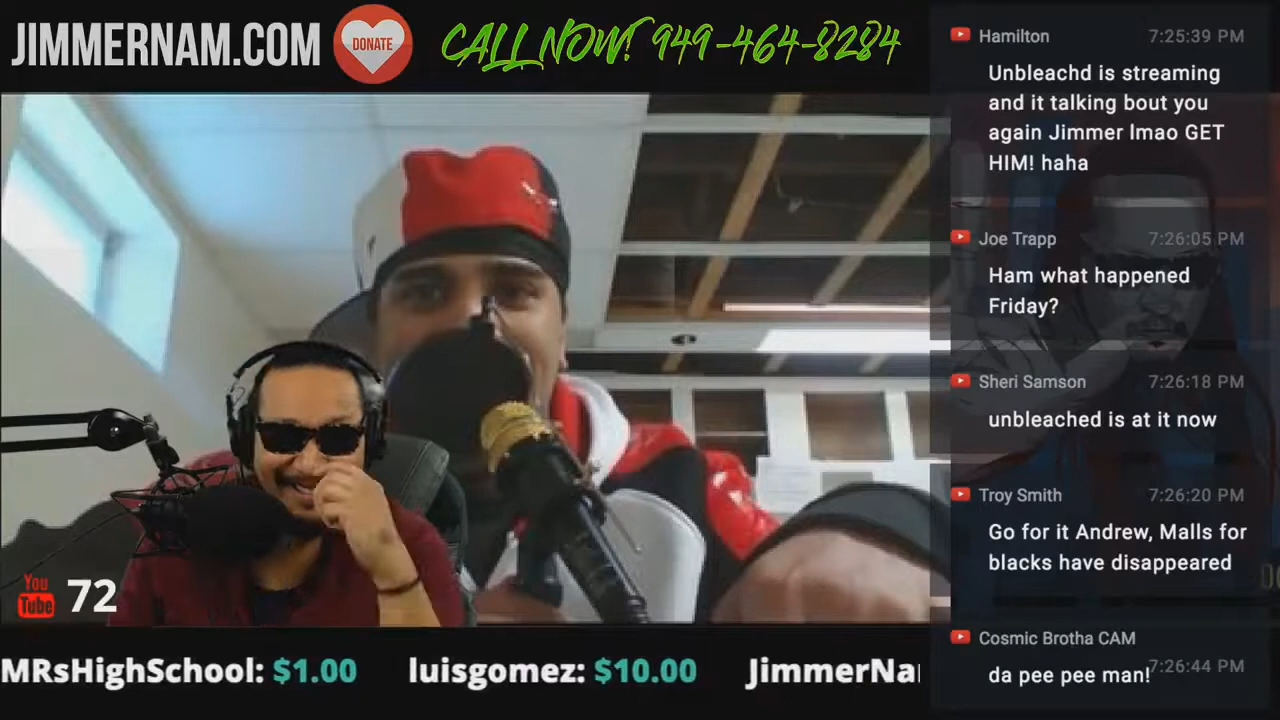 JIMMERNAM.COM
DONATE
CALL NOW! 949-464-8284
Hamilton 7:25:39 PM
Unbleachd is streaming
and it talking bout you
again Jimmer lmao GET
HIM! haha
Joe Trapp 7:26:05 PM
Ham what happened
Friday?
Sheri Samson 7:26:18 PM
unbleached is at it now
Troy Smith 7:26:20 PM
Go for it Andrew, Malls for
blacks have disappeared
Cosmic Brotha CAM
7:26:44 PM
da pee pee man!
You
Tube 72
MRsHighSchool: $1.00 luisgomez: $10.00 JimmerNa